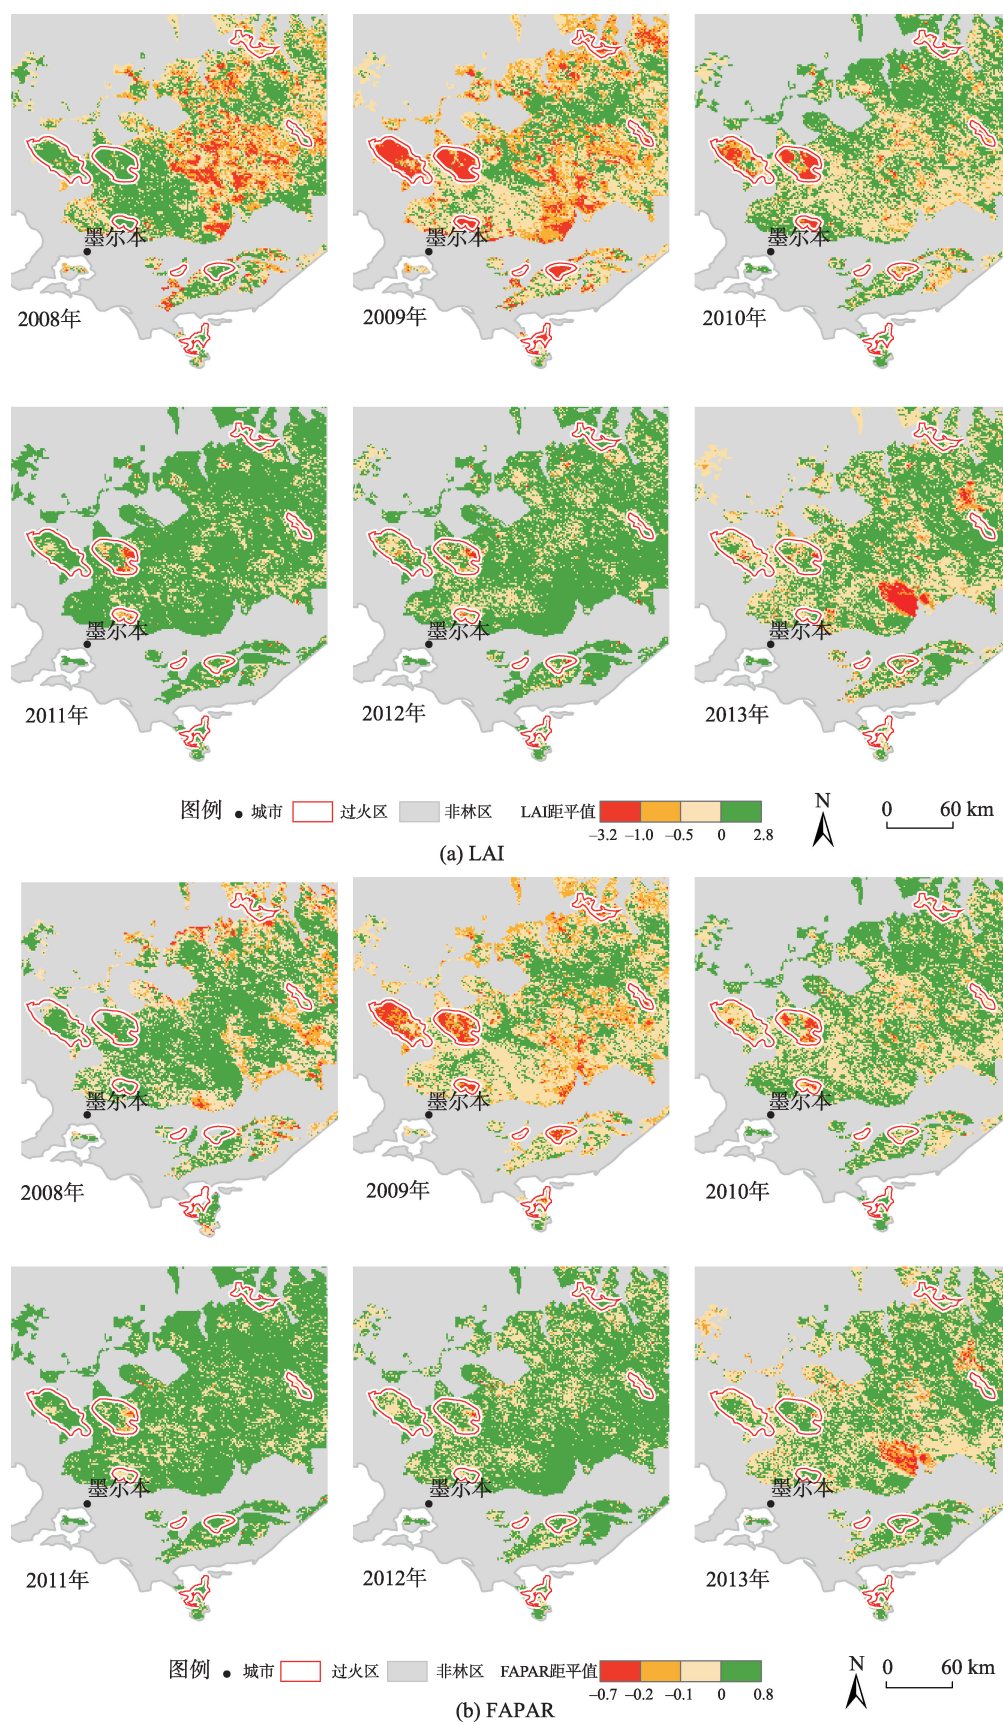 墨尔本 墨尔本 墨尔本
2008年 2009年 2010年
墨尔本 墨尔本 墨尔本
2011年 2012年 2013年
图例 城市 过火区 非林区 LAI距平值 −3.2 −1.0 −0.5 0 2.8 N 0 60 km
(a) LAI
墨尔本 墨尔本 墨尔本
2008年 2009年 2010年
墨尔本 墨尔本 墨尔本
2011年 2012年 2013年
图例 城市 过火区 非林区 FAPAR距平值 −0.7 −0.2 −0.1 0 0.8 N 0 60 km
(b) FAPAR